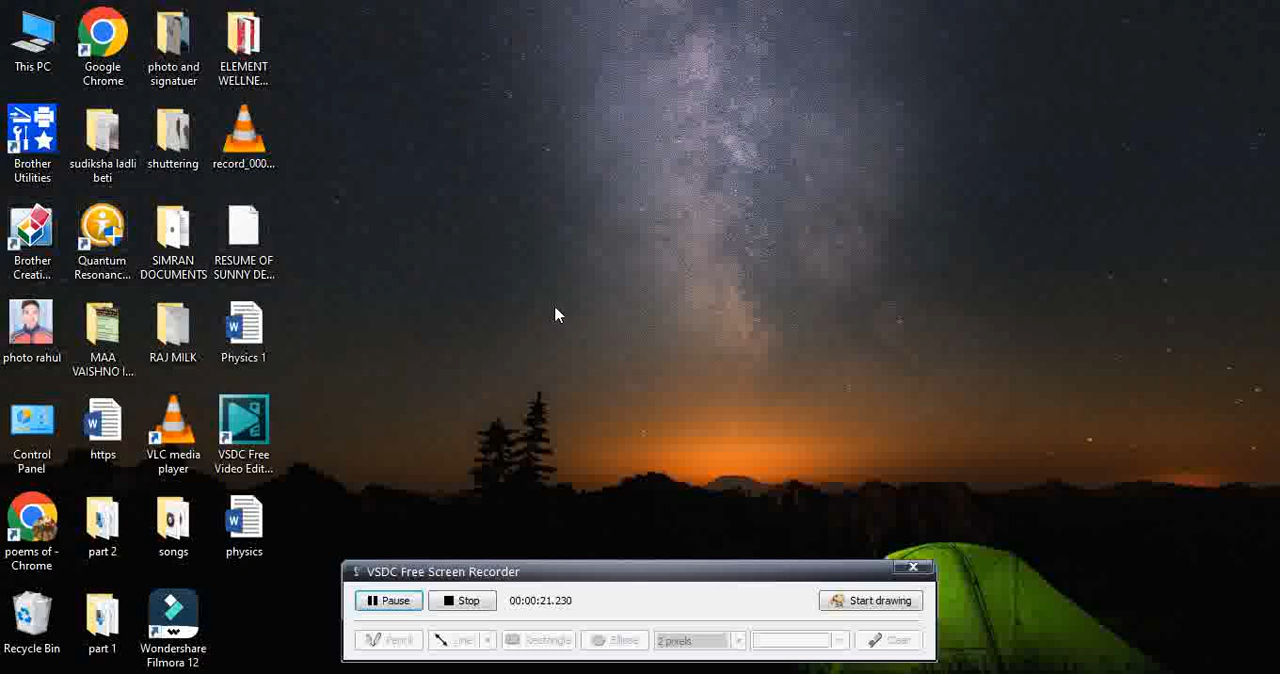 This PC
Google
Chrome
photo and
signatuer
ELEMENT
WELLNE...
Brother
Utilities
sudiksha ladli
beti
shuttering
record_000...
Brother
Creati...
Quantum
Resonanc...
SIMRAN
DOCUMENTS
RESUME OF
SUNNY DE...
photo rahul
MAA
VAISHNO I...
RAJ MILK
Physics 1
Control
Panel
https
VLC media
player
VSDC Free
Video Edit...
poems of -
Chrome
part 2
songs
physics
Recycle Bin
part 1
Wondershare
Filmora 12
VSDC Free Screen Recorder
Pause
Stop
00:00:21.230
Start drawing
Pencil
Line
Rectangle
Ellipse
2 pixels
Clear